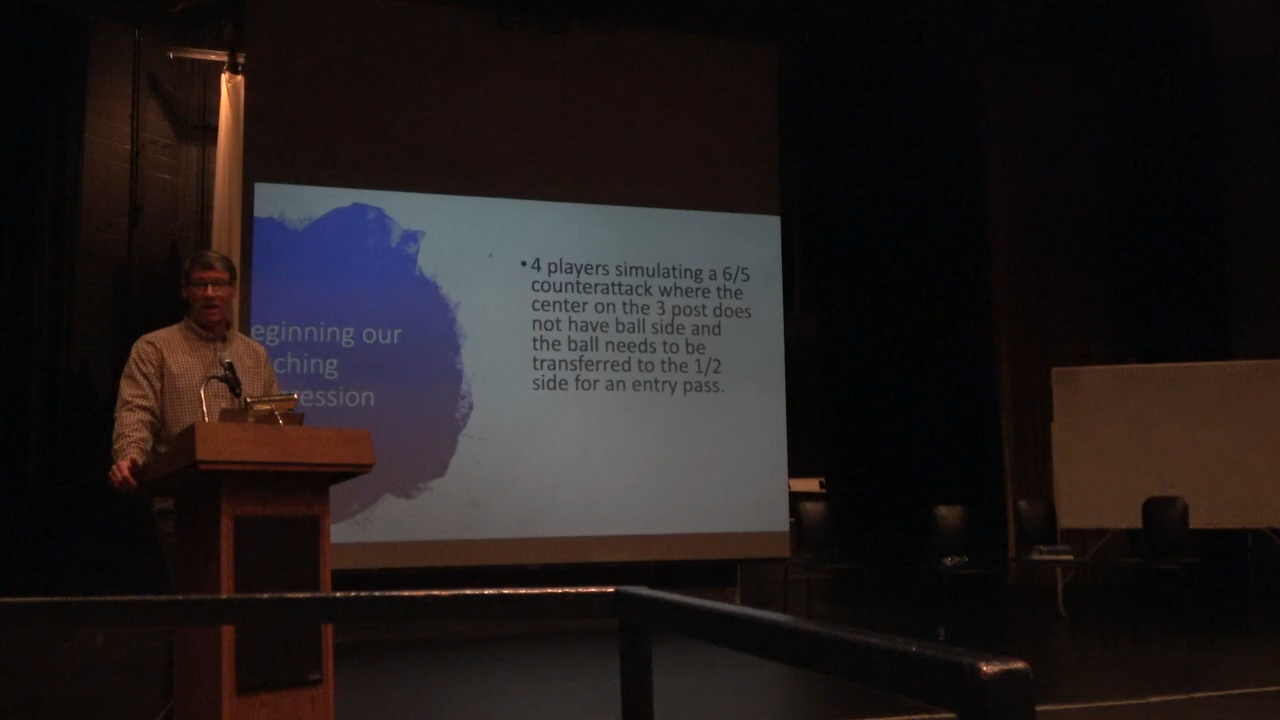 eginning our
ching
ession
• 4 players simulating a 6/5
counterattack where the
center on the 3 post does
not have ball side and
the ball needs to be
transferred to the 1/2
side for an entry pass.